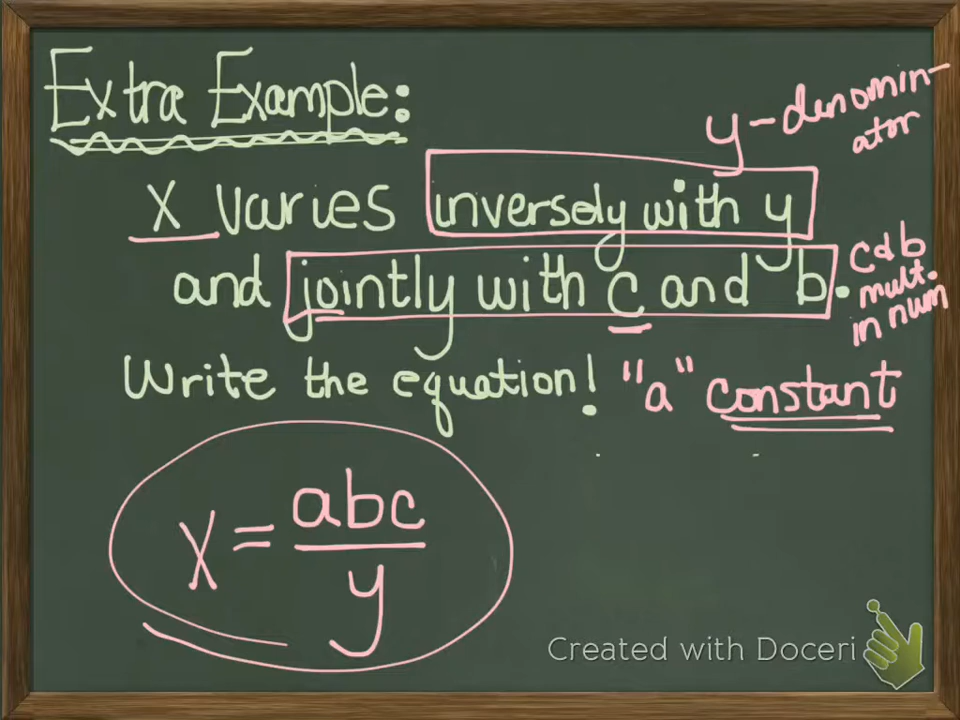 Extra Example:
y - denomin-
ator
x varies inversely with y
and jointly with c and b.
c & b
mult.
in num
Write the equation! "a" constant
x = abc
y
Created with Doceri